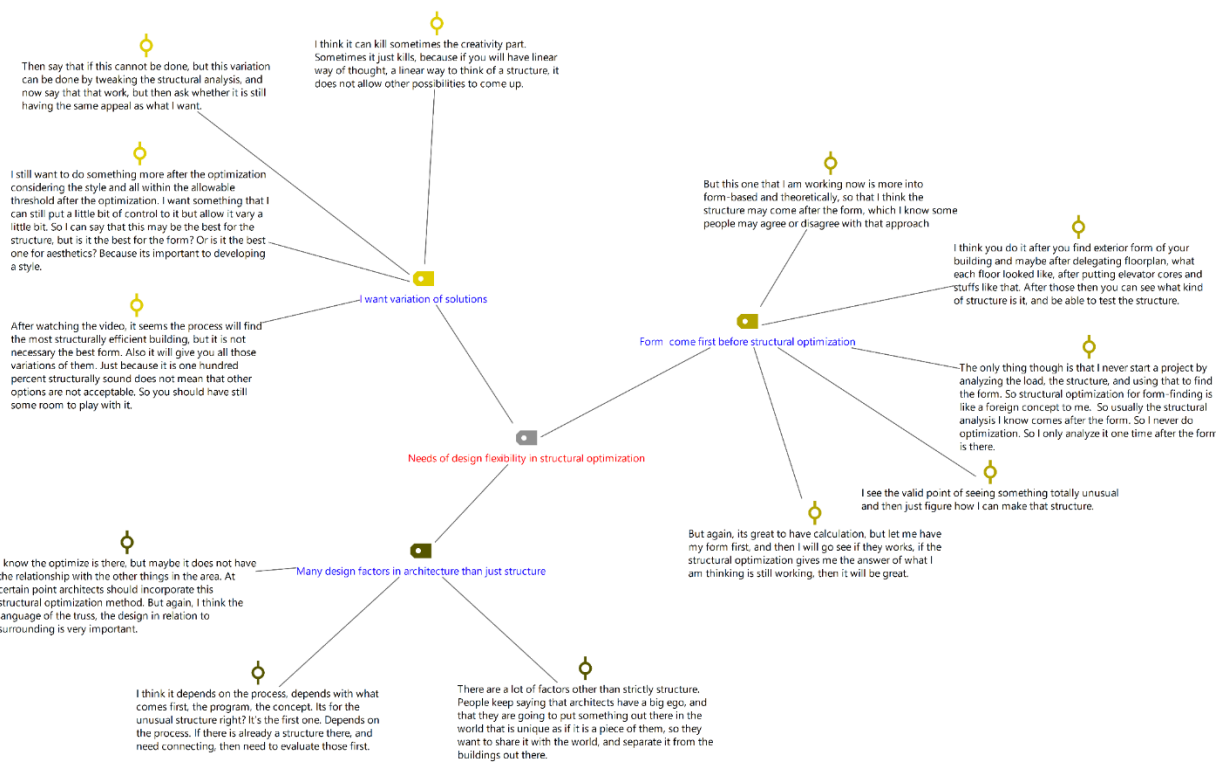 I think it can kill sometimes the creativity part.
Sometimes it just kills, because if you will have linear
way of thought, a linear way to think of a structure, it
does not allow other possibilities to come up.
Then say that if this cannot be done, but this variation
can be done by tweaking the structural analysis, and
now say that that work, but then ask whether it is still
having the same appeal as what I want.
I still want to do something more after the optimization
considering the style and all within the allowable
threshold after the optimization. I want something that I
can still put a little bit of control to it but allow it vary a
little bit. So I can say that this may be the best for the
structure, but is it the best for the form? Or is it the best
one for aesthetics? Because its important to developing
a style.
I want variation of solutions
After watching the video, it seems the process will find
the most structurally efficient building, but it is not
necessary the best form. Also it will give you all those
variations of them. Just because it is one hundred
percent structurally sound does not mean that other
options are not acceptable. So you should have still
some room to play with it.
But this one that I am working now is more into
form-based and theoretically, so that I think the
structure may come after the form, which I know some
people may agree or disagree with that approach
I think you do it after you find exterior form of your
building and maybe after delegating floorplan, what
each floor looked like, after putting elevator cores and
stuffs like that. After those then you can see what kind
of structure is it, and be able to test the structure.
Form come first before structural optimization
The only thing though is that I never start a project by
analyzing the load, the structure, and using that to find
the form. So structural optimization for form-finding is
like a foreign concept to me. So usually the structural
analysis I know comes after the form. So I never do
optimization. So I only analyze it one time after the form
is there.
I see the valid point of seeing something totally unusual
and then just figure how I can make that structure.
But again, its great to have calculation, but let me have
my form first, and then I will go see if they works, if the
structural optimization gives me the answer of what I
am thinking is still working, then it will be great.
Needs of design flexibility in structural optimization
Many design factors in architecture than just structure
I know the optimize is there, but maybe it does not have
the relationship with the other things in the area. At
certain point architects should incorporate this
structural optimization method. But again, I think the
language of the truss, the design in relation to
surrounding is very important.
I think it depends on the process, depends with what
comes first, the program, the concept. Its for the
unusual structure right? It's the first one. Depends on
the process. If there is already a structure there, and
need connecting, then need to evaluate those first.
There are a lot of factors other than strictly structure.
People keep saying that architects have a big ego, and
that they are going to put something out there in the
world that is unique as if it is a piece of them, so they
want to share it with the world, and separate it from the
buildings out there.